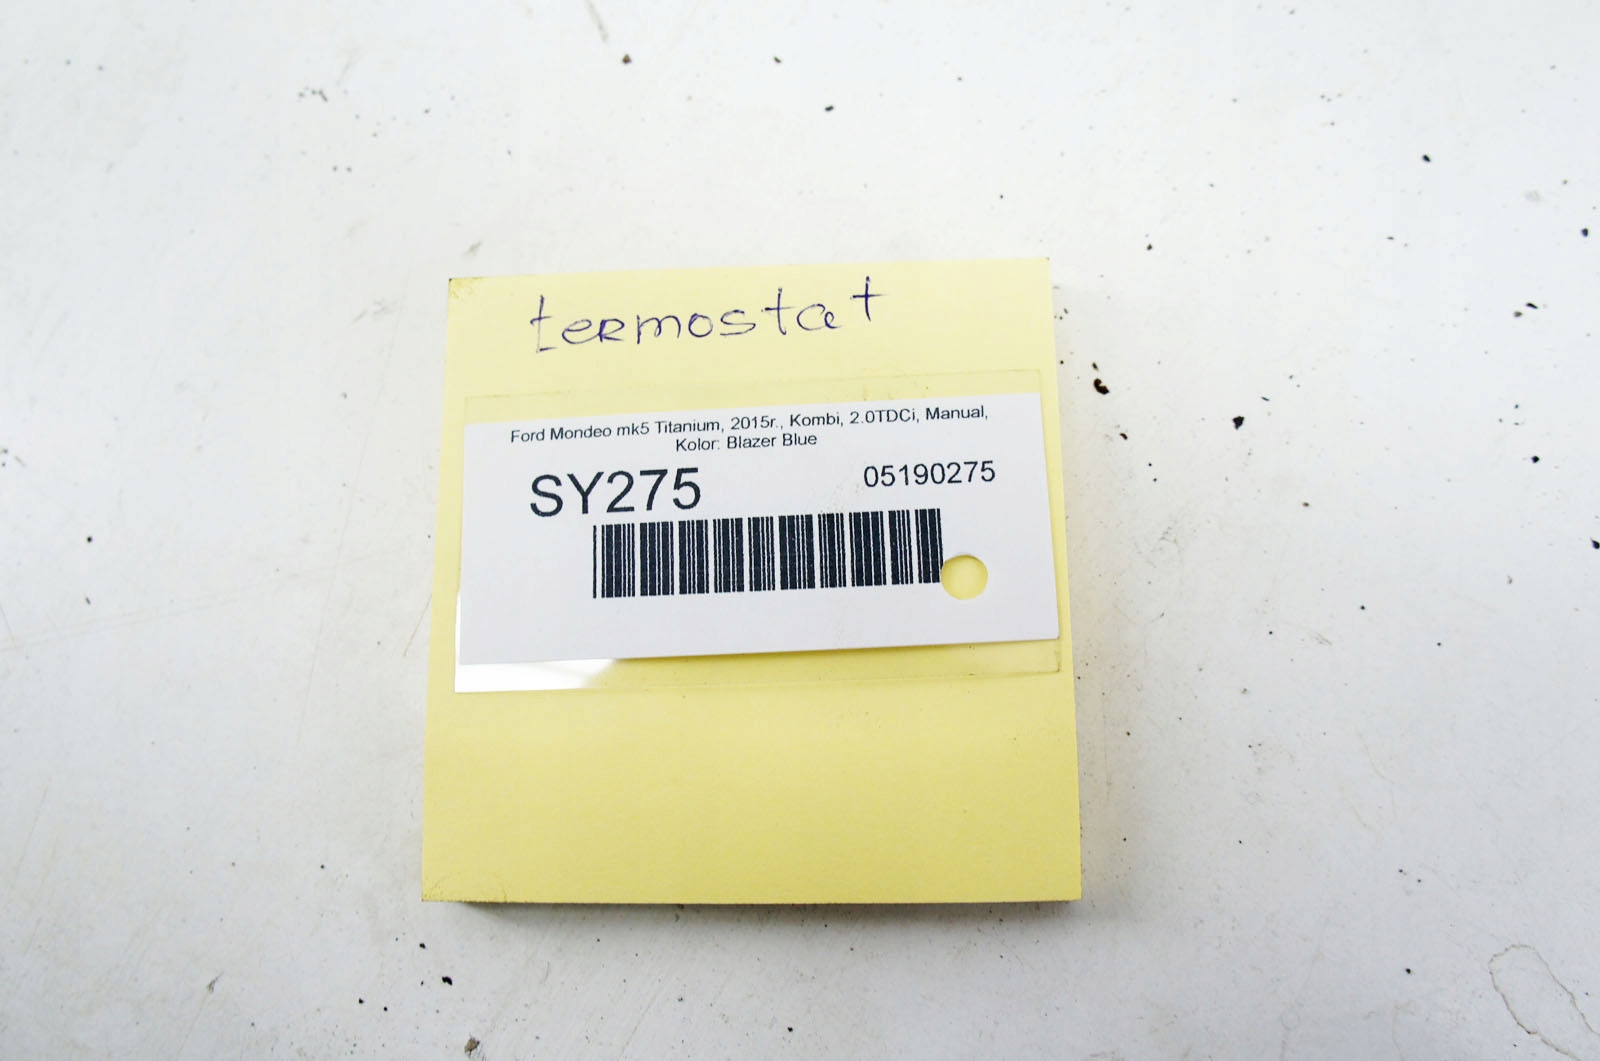 termostat
Ford Mondeo mk5 Titanium, 2015r., Kombi, 2.0TDCi, Manual,
Kolor: Blazer Blue
SY275 05190275